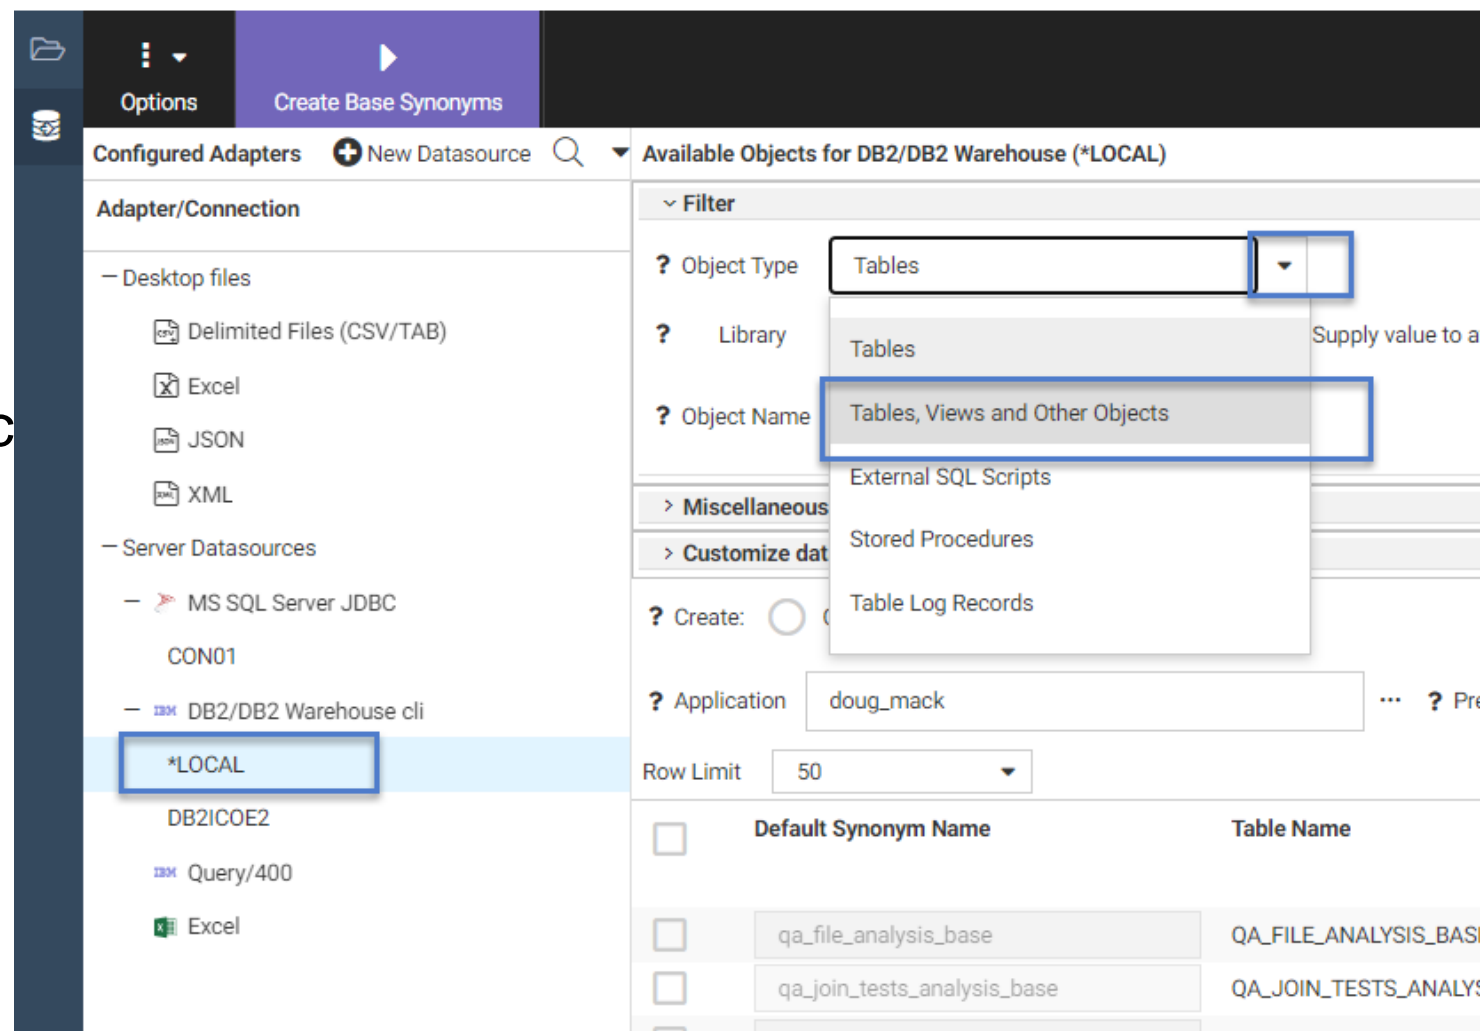 Options
Create Base Synonyms
Configured Adapters New Datasource
Available Objects for DB2/DB2 Warehouse (*LOCAL)
Adapter/Connection
Filter
? Object Type Tables
? Library Supply value to a
? Object Name
Tables
Tables, Views and Other Objects
External SQL Scripts
Stored Procedures
Table Log Records
Miscellaneous
Customize dat
? Create:
? Application doug_mack ... ? Pre
Row Limit 50
Default Synonym Name Table Name
qa_file_analysis_base QA_FILE_ANALYSIS_BAS
qa_join_tests_analysis_base QA_JOIN_TESTS_ANALYS
Desktop files
Delimited Files (CSV/TAB)
Excel
JSON
XML
Server Datasources
MS SQL Server JDBC
CON01
IBM DB2/DB2 Warehouse cli
*LOCAL
DB2ICOE2
IBM Query/400
Excel